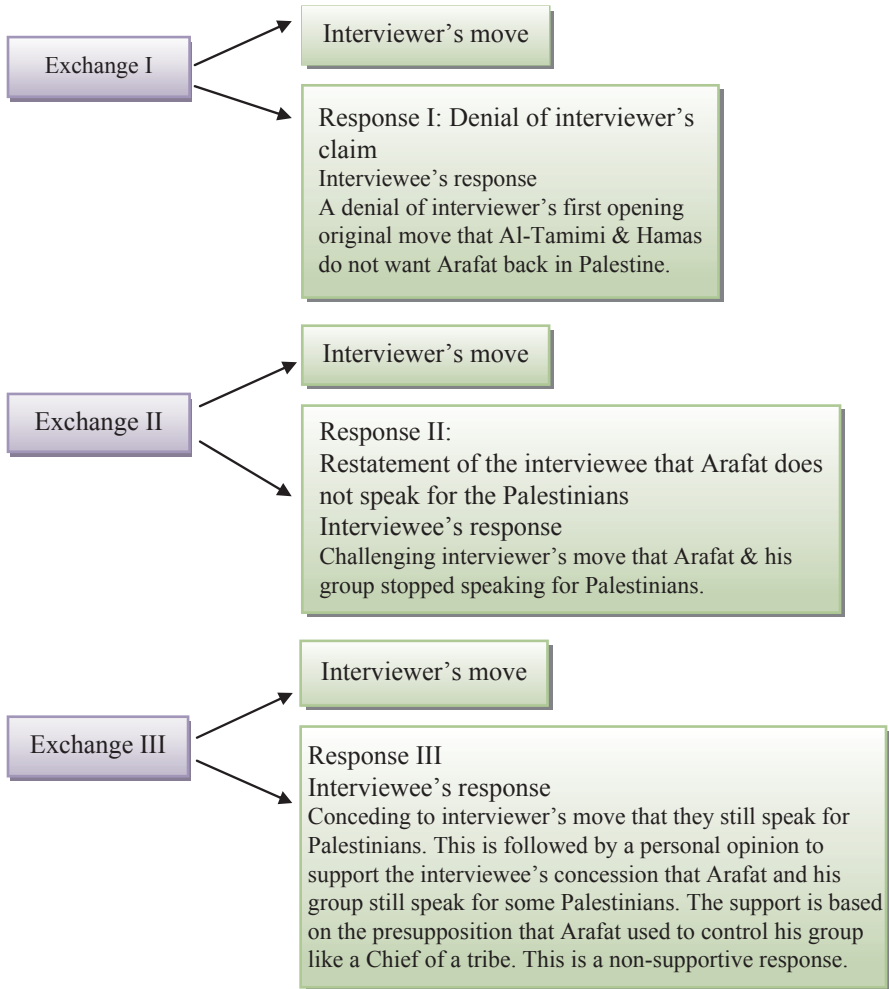 Exchange I
Interviewer’s move
Response I: Denial of interviewer’s
claim
Interviewee’s response
A denial of interviewer’s first opening
original move that Al-Tamimi & Hamas
do not want Arafat back in Palestine.
Exchange II
Interviewer’s move
Response II:
Restatement of the interviewee that Arafat does
not speak for the Palestinians
Interviewee’s response
Challenging interviewer’s move that Arafat & his
group stopped speaking for Palestinians.
Exchange III
Interviewer’s move
Response III
Interviewee’s response
Conceding to interviewer’s move that they still speak for
Palestinians. This is followed by a personal opinion to
support the interviewee’s concession that Arafat and his
group still speak for some Palestinians. The support is based
on the presupposition that Arafat used to control his group
like a Chief of a tribe. This is a non-supportive response.